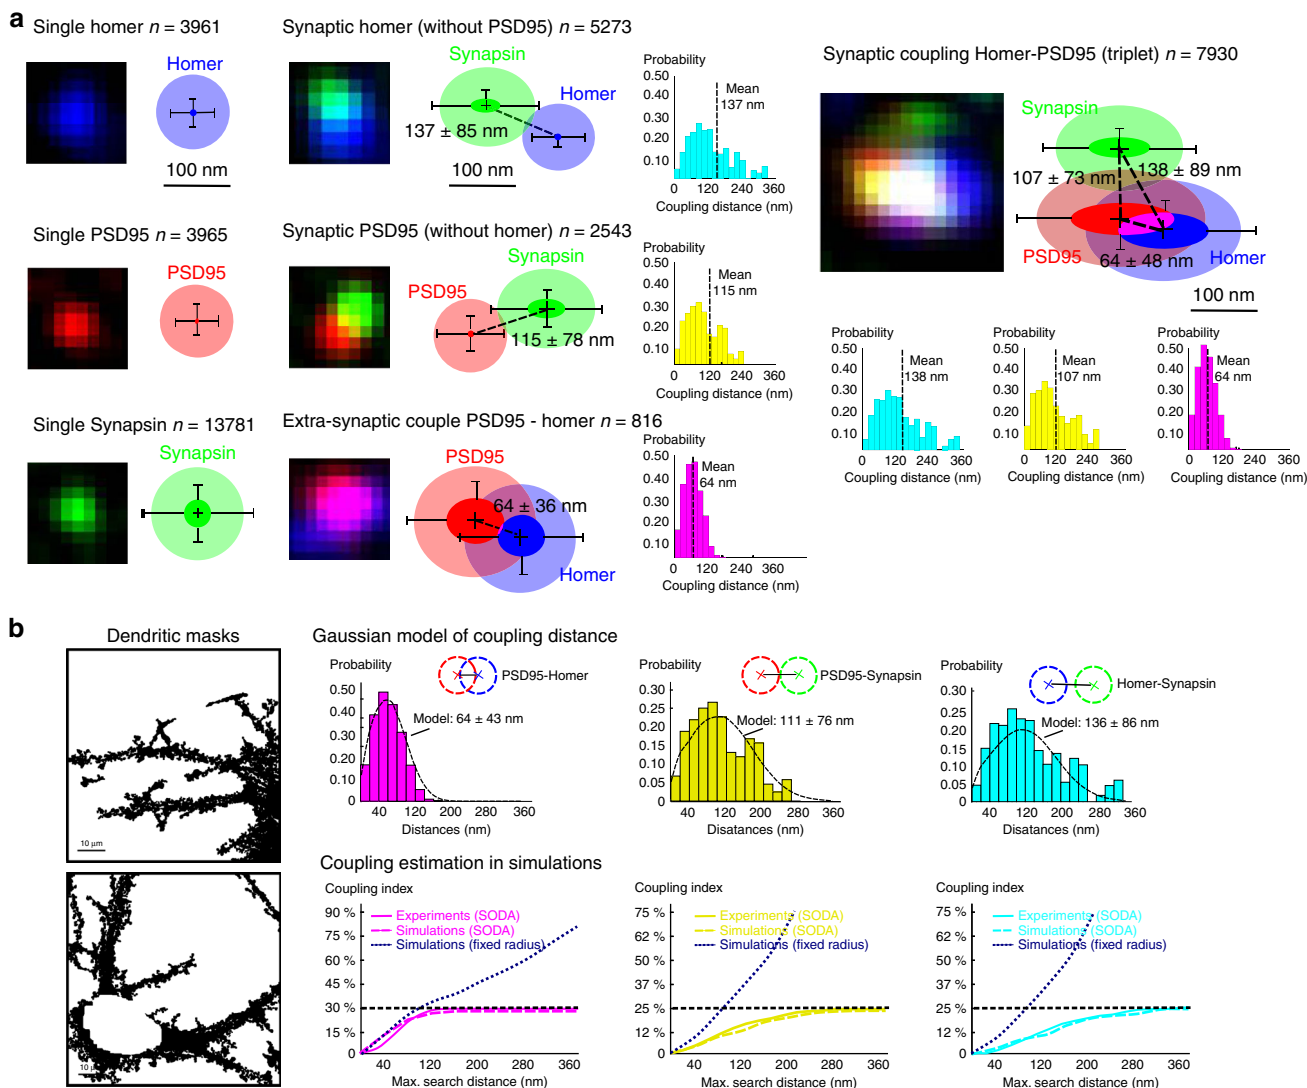 a
Single homer n = 3961
Homer
100 nm
Synaptic homer (without PSD95) n = 5273
Synapsin
Homer
137 ± 85 nm
100 nm
Probability
0.50
0.40
0.30
0.20
0.10
Mean
137 nm
0 120 240 360
Coupling distance (nm)
Synaptic coupling Homer-PSD95 (triplet) n = 7930
Synapsin
107 ± 73 nm
138 ± 89 nm
PSD95
64 ± 48 nm
Homer
100 nm
Single PSD95 n = 3965
PSD95
Synaptic PSD95 (without homer) n = 2543
Synapsin
PSD95
115 ± 78 nm
Probability
0.50
0.40
0.30
0.20
0.10
Mean
115 nm
0 120 240 360
Coupling distance (nm)
Probability
0.50
0.40
0.30
0.20
0.10
Mean
138 nm
0 120 240 360
Coupling distance (nm)
Probability
0.50
0.40
0.30
0.20
0.10
Mean
107 nm
0 120 240 360
Coupling distance (nm)
Probability
0.50
0.40
0.30
0.20
0.10
Mean
64 nm
0 120 240 360
Coupling distance (nm)
Single Synapsin n = 13781
Synapsin
Extra-synaptic couple PSD95 - homer n = 816
PSD95
64 ± 36 nm
Homer
Probability
0.50
0.40
0.30
0.20
0.10
Mean
64 nm
0 120 240 360
Coupling distance (nm)
b
Dendritic masks
10 µm
10 µm
Gaussian model of coupling distance
Probability
0.50
0.40
0.30
0.20
0.10
0
PSD95-Homer
Model: 64 ± 43 nm
40 120 200 280 360
Distances (nm)
Probability
0.30
0.25
0.20
0.15
0.10
0.05
0
PSD95-Synapsin
Model: 111 ± 76 nm
40 120 200 280 360
Distances (nm)
Probability
0.30
0.25
0.20
0.15
0.10
0.05
0
Homer-Synapsin
Model: 136 ± 86 nm
40 120 200 280 360
Distances (nm)
Coupling estimation in simulations
Coupling index
90 %
75 %
60 %
45 %
30 %
15 %
0
Experiments (SODA)
Simulations (SODA)
Simulations (fixed radius)
40 120 200 280 360
Max. search distance (nm)
Coupling index
75 %
62 %
50 %
37 %
25 %
12 %
0
Experiments (SODA)
Simulations (SODA)
Simulations (fixed radius)
40 120 200 280 360
Max. search distance (nm)
Coupling index
75 %
62 %
50 %
37 %
25 %
12 %
0
Experiments (SODA)
Simulations (SODA)
Simulations (fixed radius)
40 120 200 280 360
Max. search distance (nm)